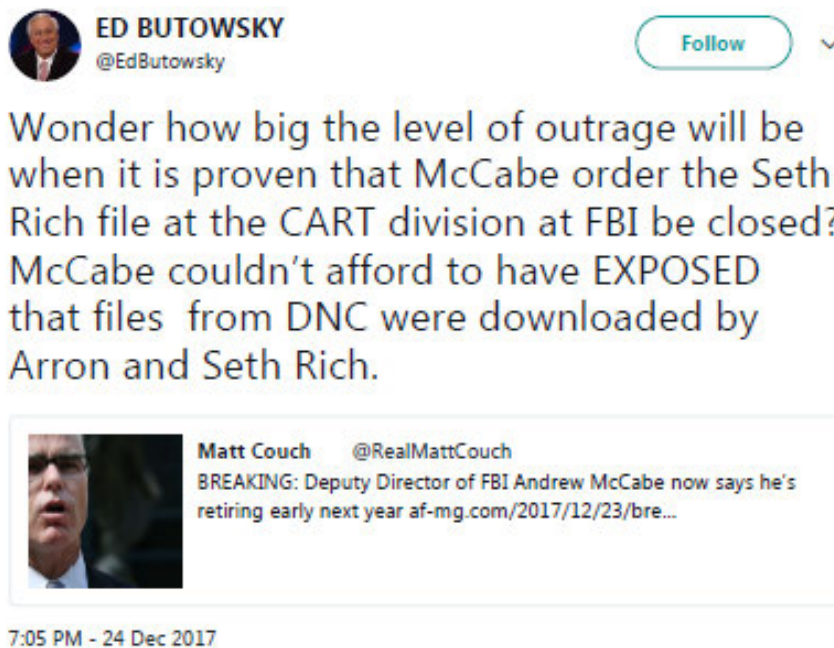 ED BUTOWSKY
@EdButowsky
Follow
Wonder how big the level of outrage will be
when it is proven that McCabe order the Seth
Rich file at the CART division at FBI be closed?
McCabe couldn't afford to have EXPOSED
that files from DNC were downloaded by
Arron and Seth Rich.
Matt Couch @RealMattCouch
BREAKING: Deputy Director of FBI Andrew McCabe now says he's
retiring early next year af-mg.com/2017/12/23/bre...
7:05 PM - 24 Dec 2017